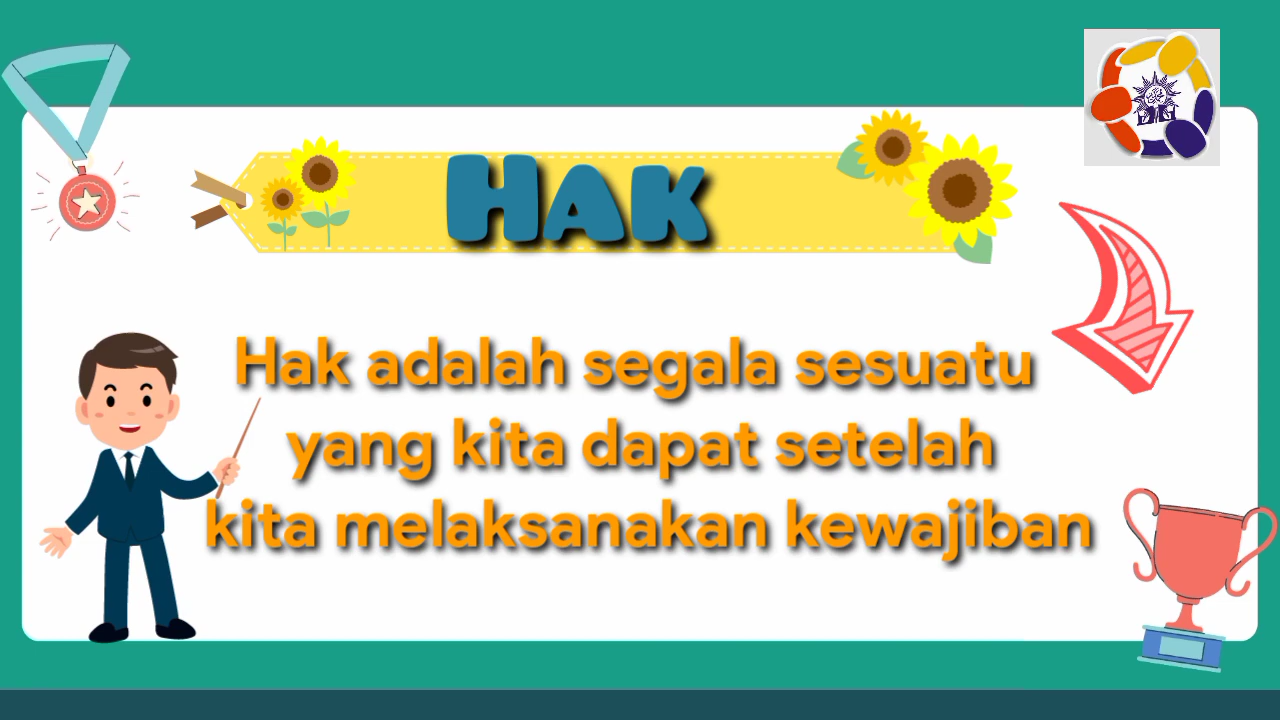 Hak
Hak adalah segala sesuatu
yang kita dapat setelah
kita melaksanakan kewajiban